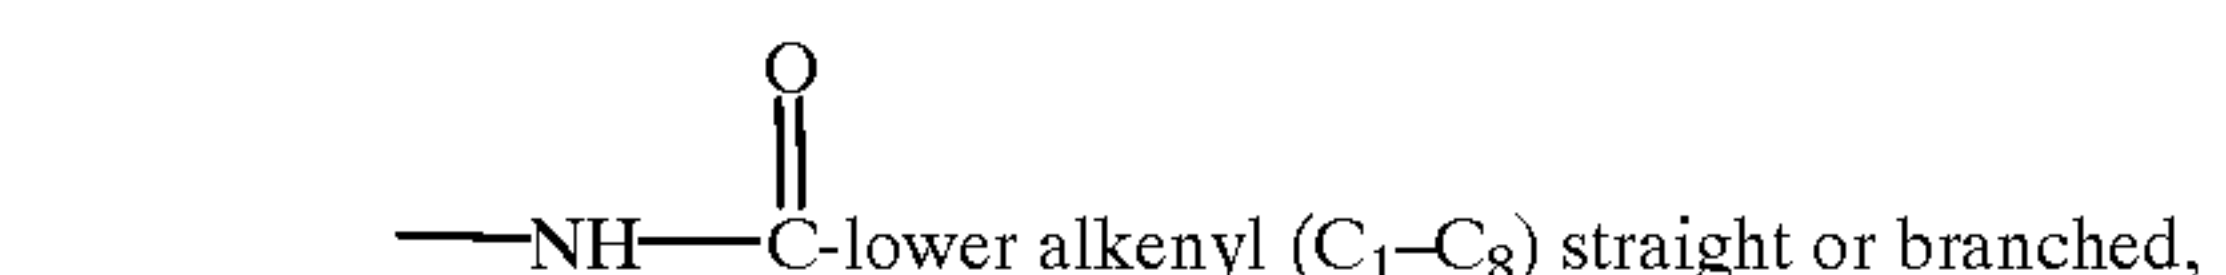 O
—NH—C-lower alkenyl (C₁–C₈) straight or branched,